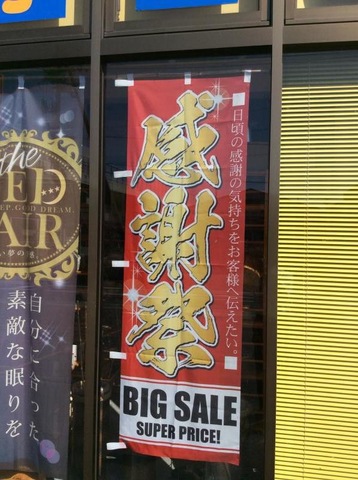 感謝祭
■日頃の感謝の気持ちをお客様へ伝えたい。■
BIG SALE
SUPER PRICE!
the
ED
AIR
自分に合った
素敵な眠りを